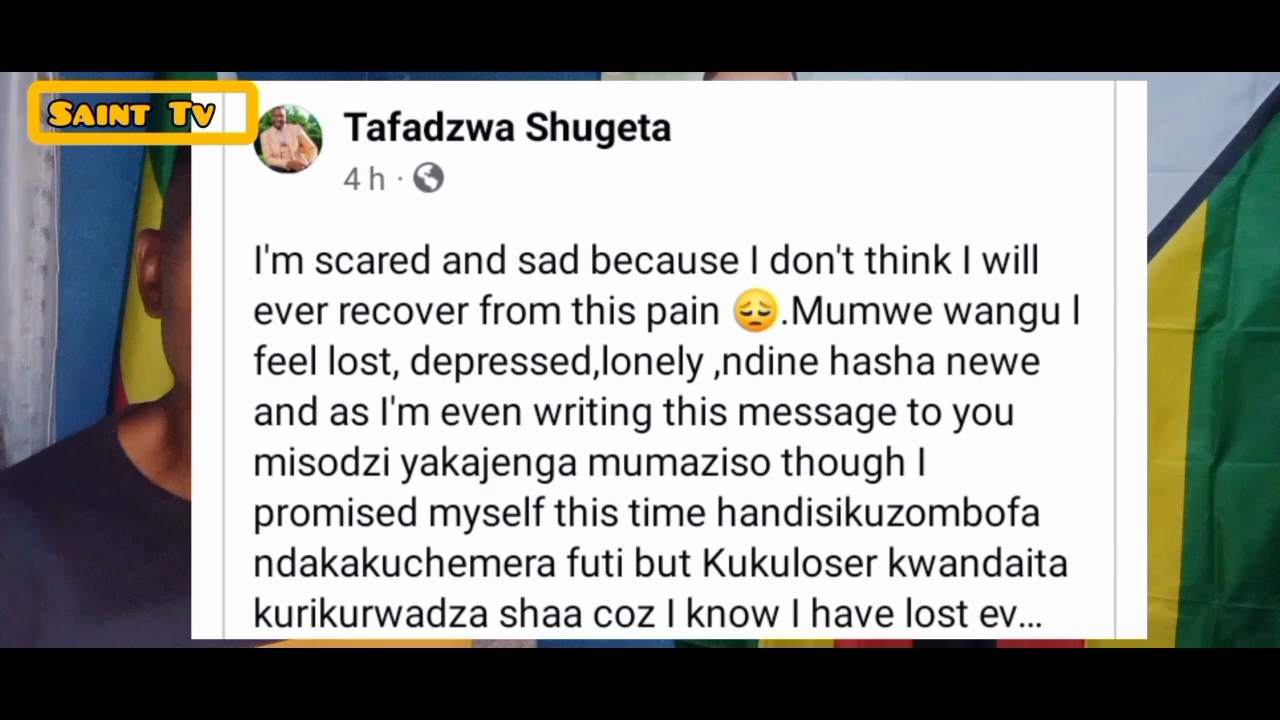 SAINT TV
Tafadzwa Shugeta
4 h ·
I'm scared and sad because I don't think I will
ever recover from this pain 😔.Mumwe wangu I
feel lost, depressed,lonely ,ndine hasha newe
and as I'm even writing this message to you
misodzi yakajenga mumaziso though I
promised myself this time handisikuzombofa
ndakakuchemera futi but Kukuloser kwandaita
kurikurwadza shaa coz I know I have lost ev...